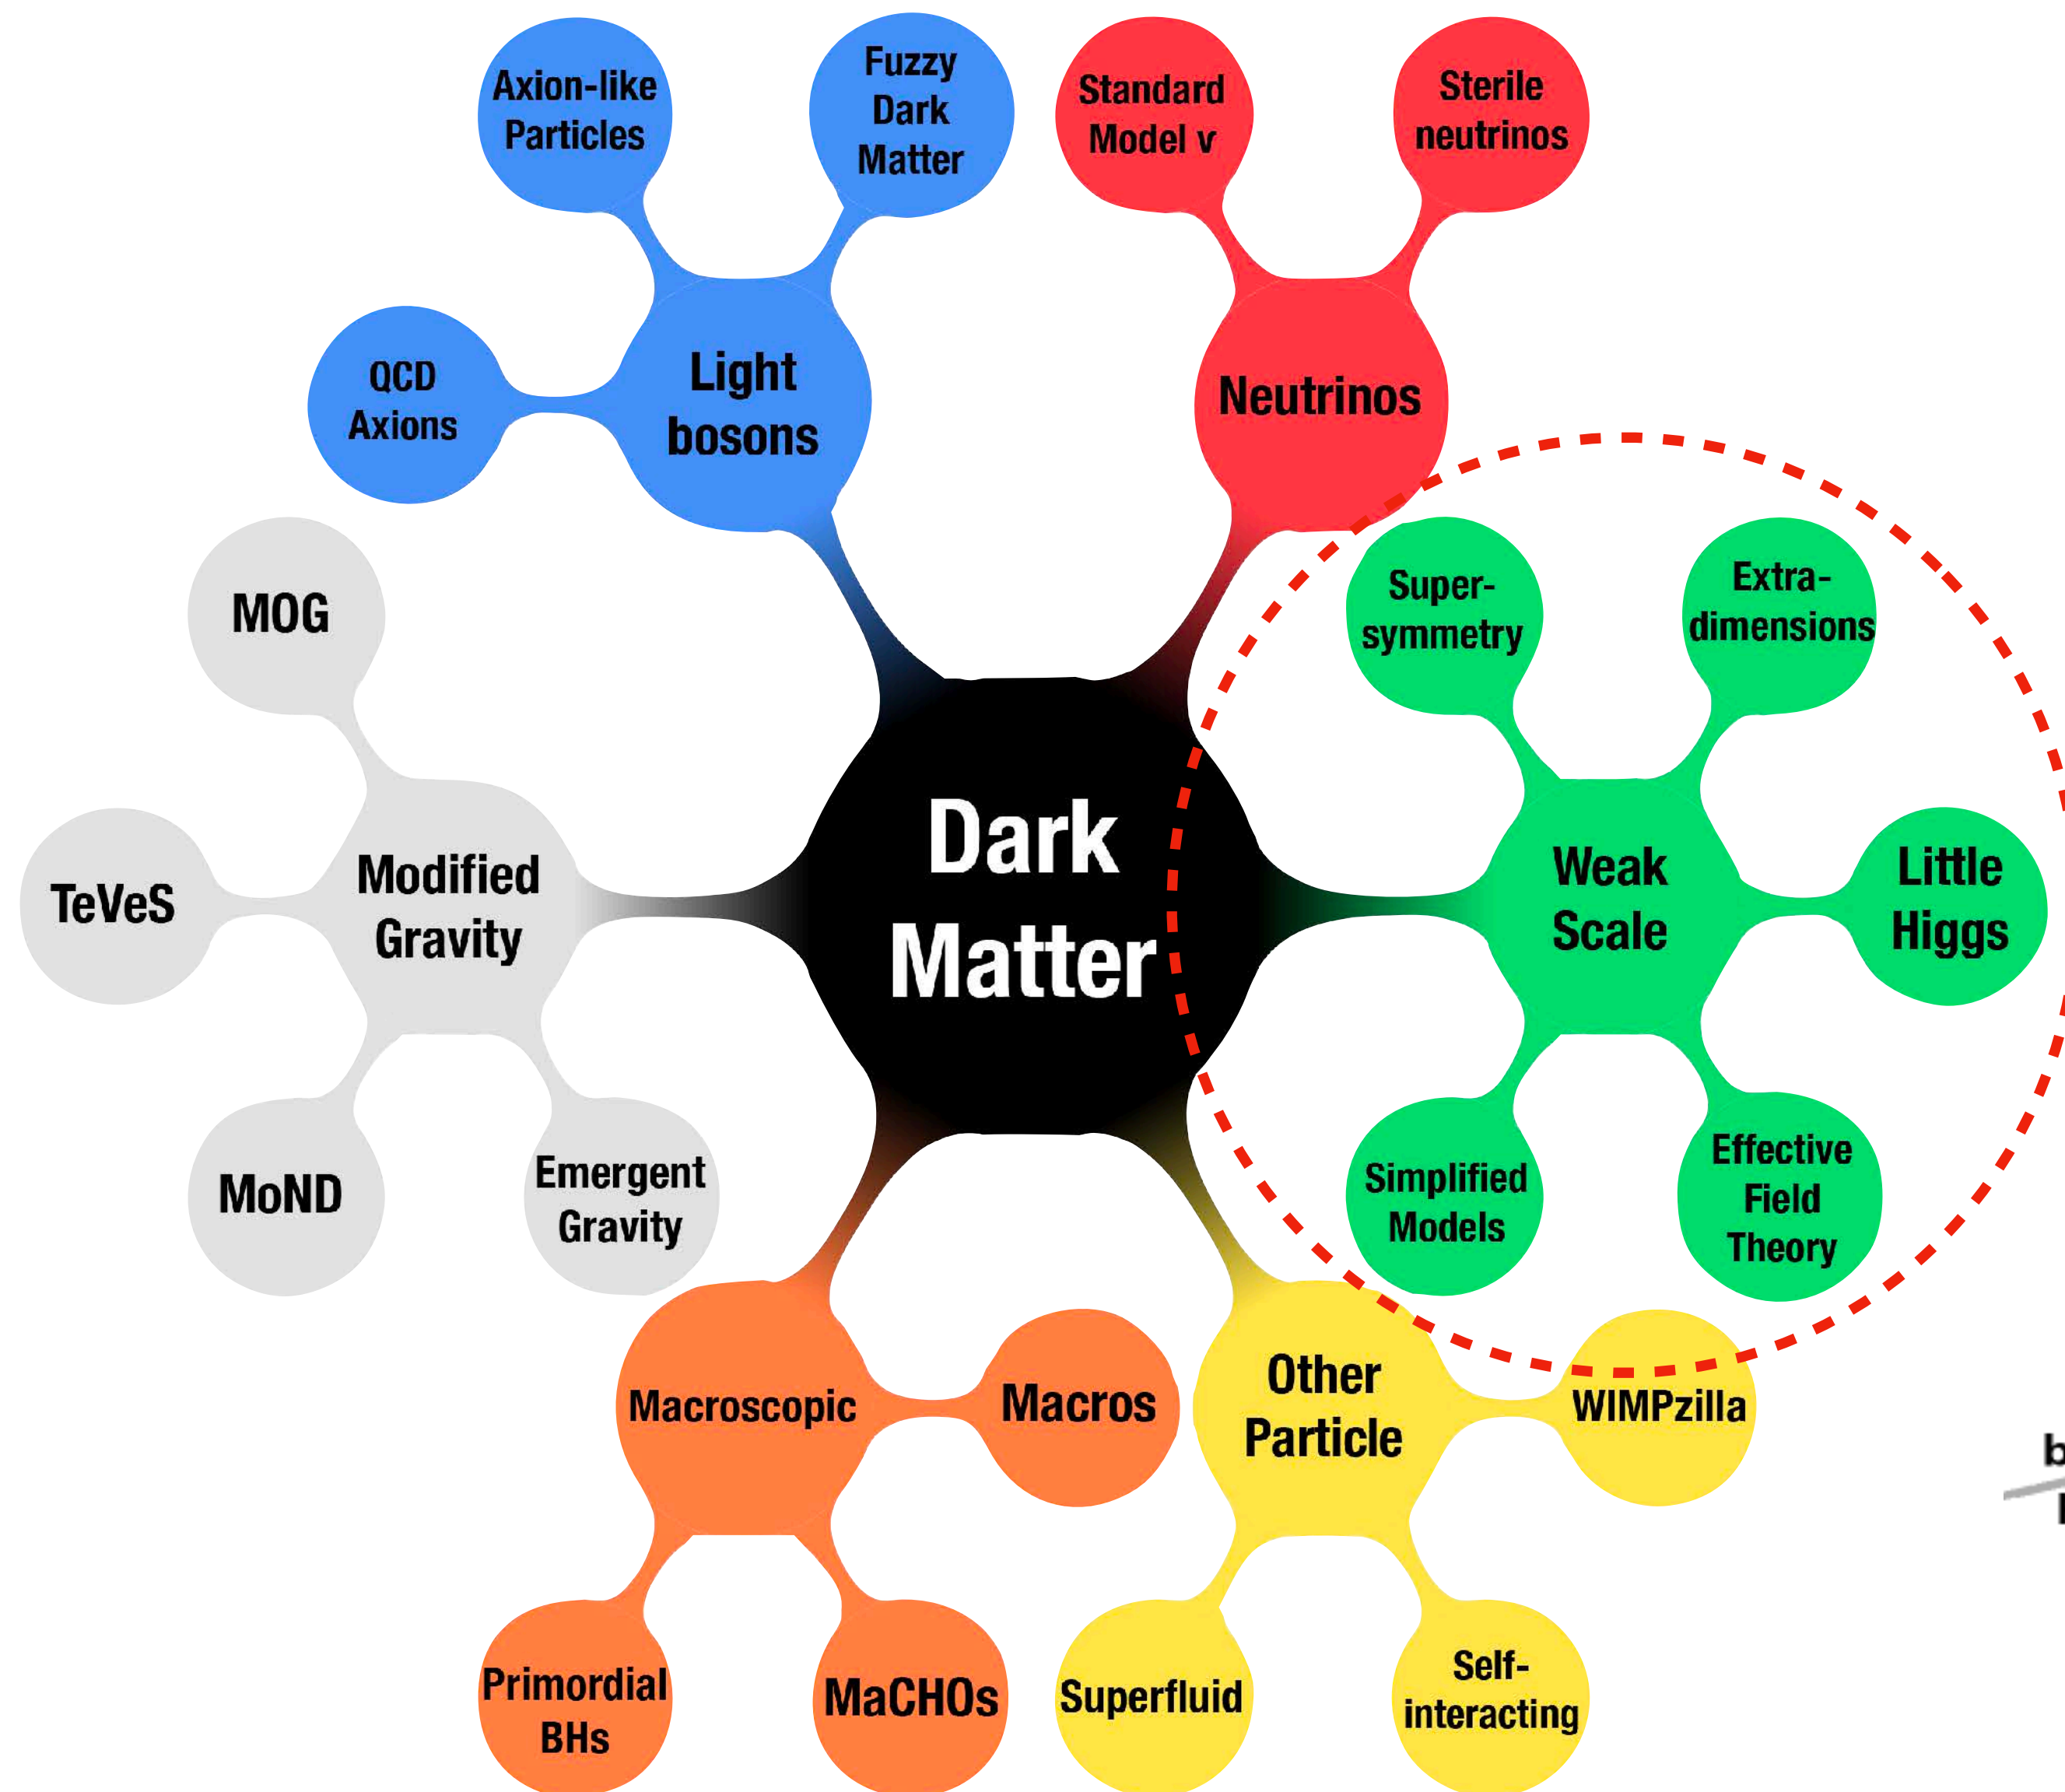 Axion-like
Particles
Fuzzy
Dark
Matter
Standard
Model ν
Sterile
neutrinos
QCD
Axions
Light
bosons
Neutrinos
MOG
Super-
symmetry
Extra-
dimensions
TeVeS
Modified
Gravity
Dark
Matter
Weak
Scale
Little
Higgs
MoND
Emergent
Gravity
Simplified
Models
Effective
Field
Theory
Macroscopic
Macros
Other
Particle
WIMPzilla
b
Primordial
BHs
MaCHOs
Superfluid
Self-
interacting